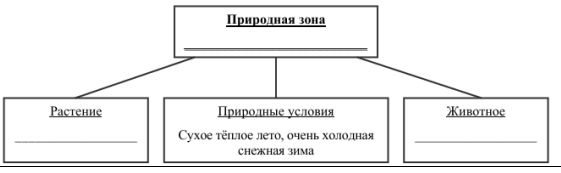 Природная зона
Растение
Природные условия
Сухое тёплое лето, очень холодная
снежная зима
Животное